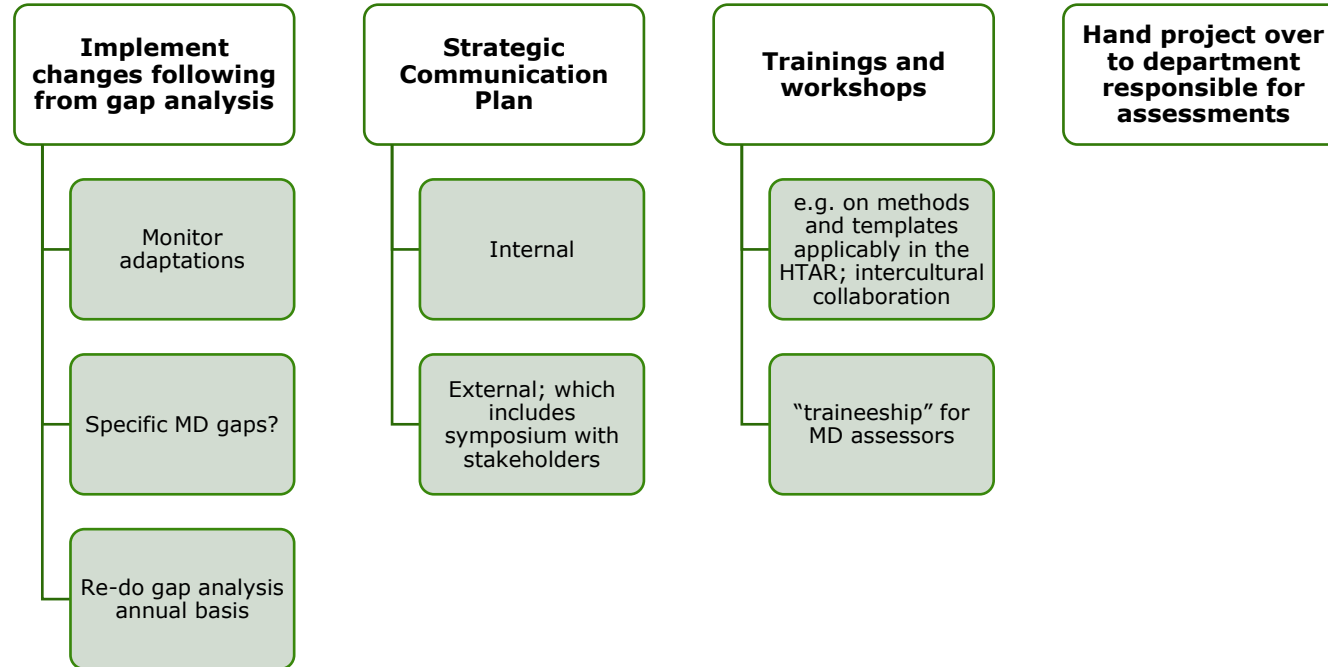 Implement
changes following
from gap analysis
Monitor
adaptations
Specific MD gaps?
Re-do gap analysis
annual basis
Strategic
Communication
Plan
Internal
External; which
includes
symposium with
stakeholders
Trainings and
workshops
e.g. on methods
and templates
applicably in the
HTAR; intercultural
collaboration
“traineeship” for
MD assessors
Hand project over
to department
responsible for
assessments